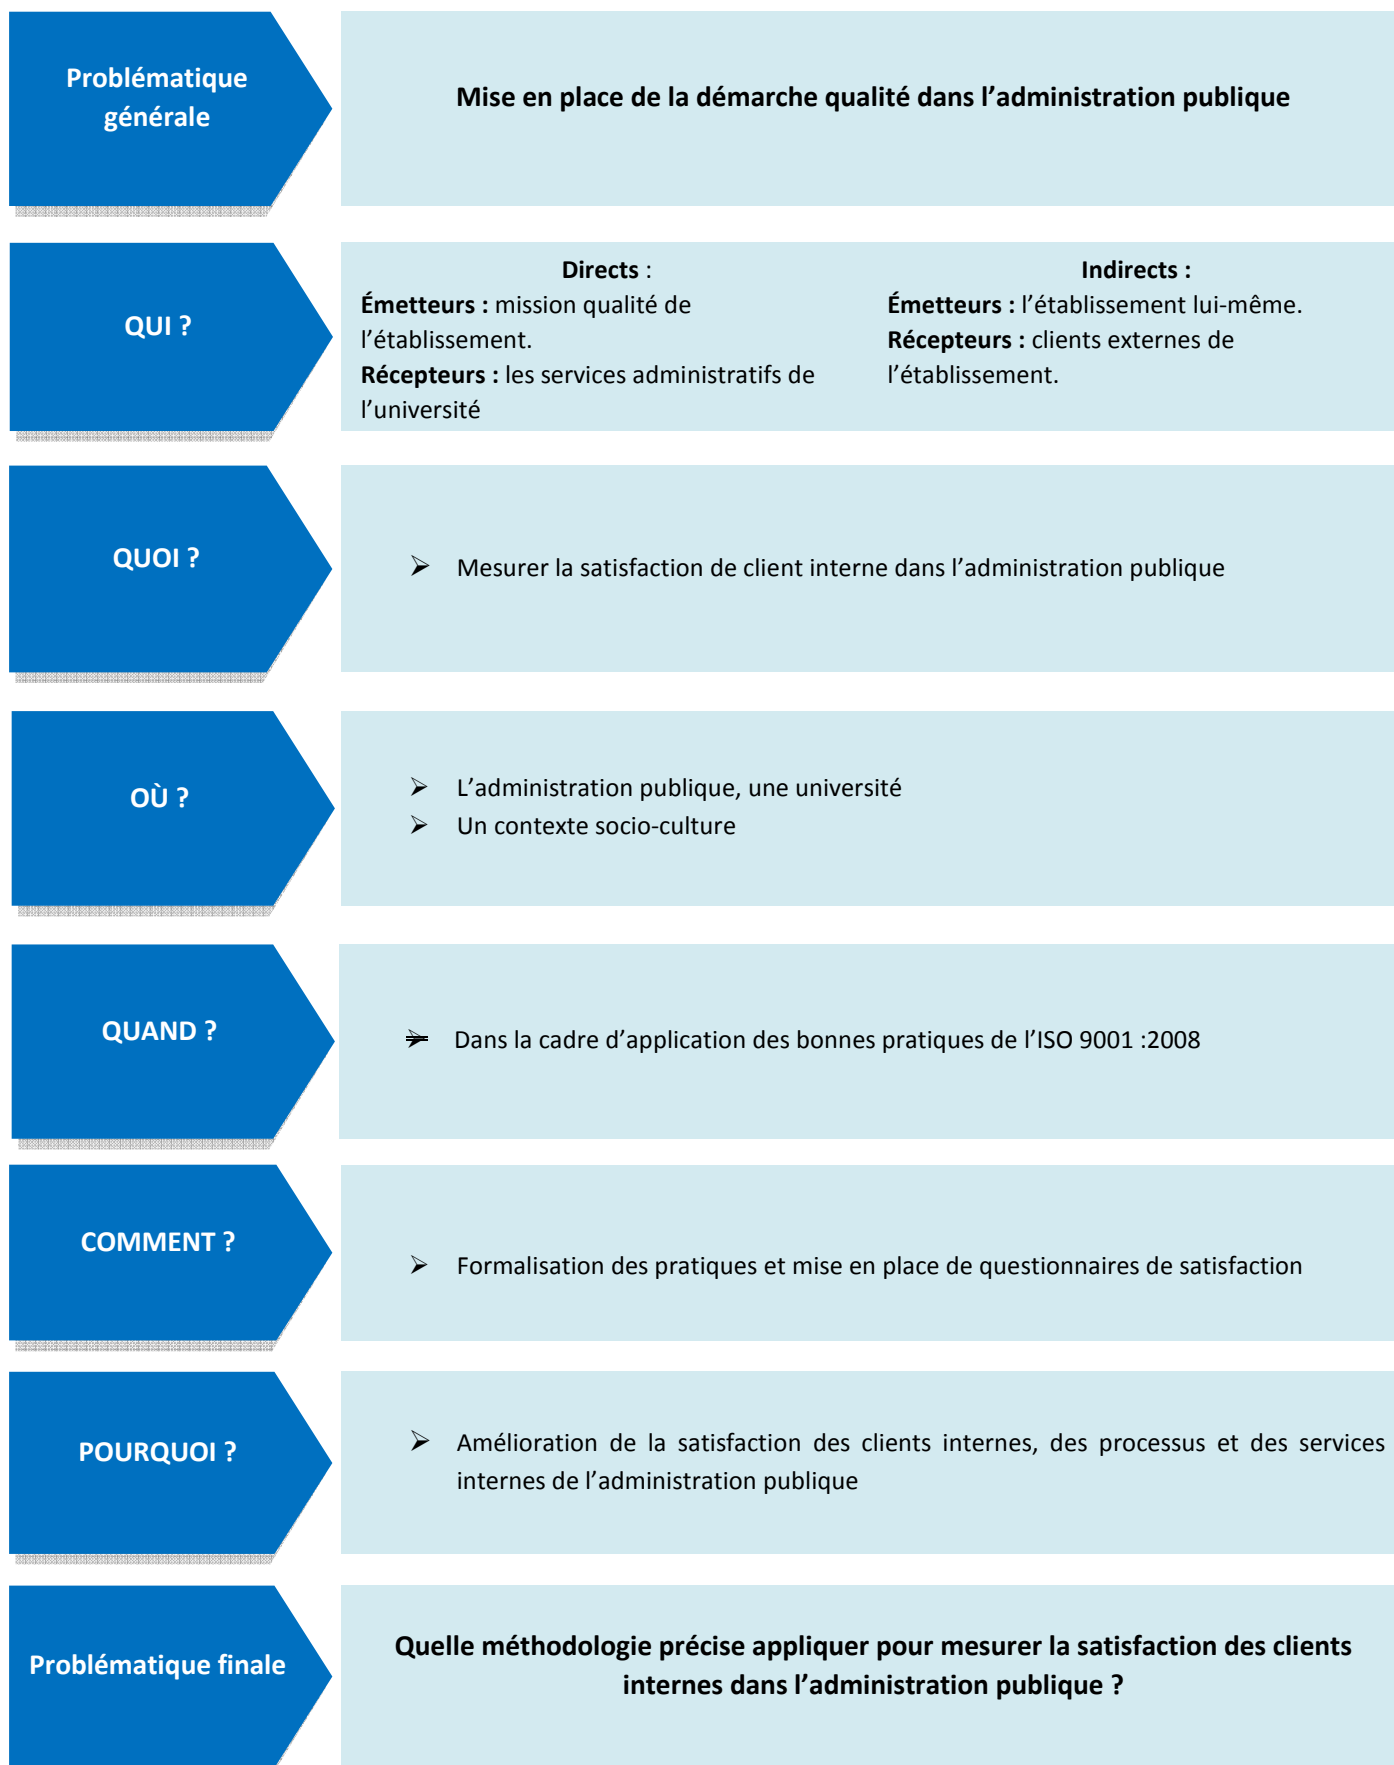 Problématique
générale
Mise en place de la démarche qualité dans l’administration publique
QUI ?
Directs :
Émetteurs : mission qualité de
l’établissement.
Récepteurs : les services administratifs de
l’université
Indirects :
Émetteurs : l’établissement lui-même.
Récepteurs : clients externes de
l’établissement.
QUOI ?
➢ Mesurer la satisfaction de client interne dans l’administration publique
OÙ ?
➢ L’administration publique, une université
➢ Un contexte socio-culture
QUAND ?
➢ Dans la cadre d’application des bonnes pratiques de l’ISO 9001 :2008
COMMENT ?
➢ Formalisation des pratiques et mise en place de questionnaires de satisfaction
POURQUOI ?
➢ Amélioration de la satisfaction des clients internes, des processus et des services
internes de l’administration publique
Problématique finale
Quelle méthodologie précise appliquer pour mesurer la satisfaction des clients
internes dans l’administration publique ?